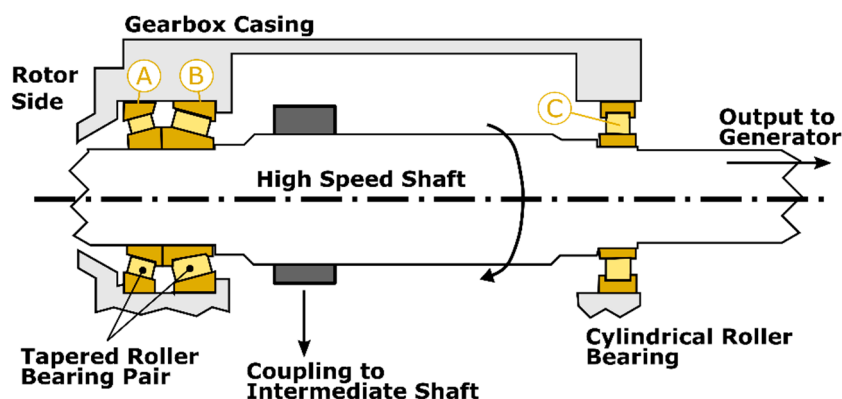 Gearbox Casing
Rotor
Side
A
B
C
Output to
Generator
High Speed Shaft
Tapered Roller
Bearing Pair
Coupling to
Intermediate Shaft
Cylindrical Roller
Bearing